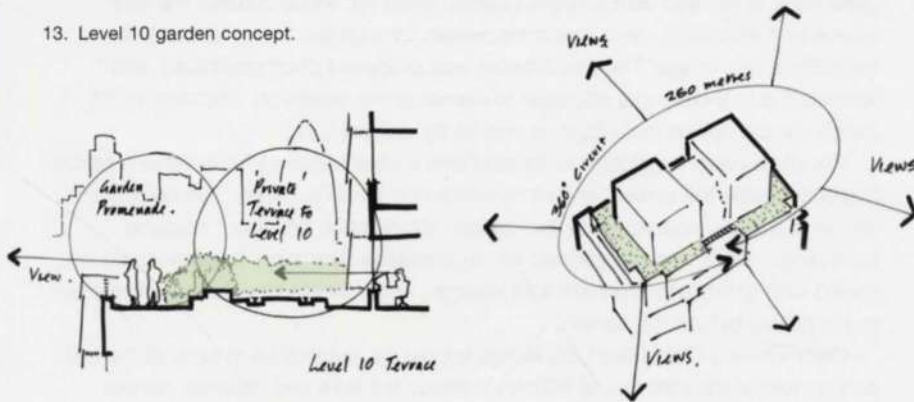 13. Level 10 garden concept.
Garden
Promenade.
'Private'
Terrace to
Level 10
View.
Level 10 Terrace
Views
260 metres
360° Circuit
Views
Views.